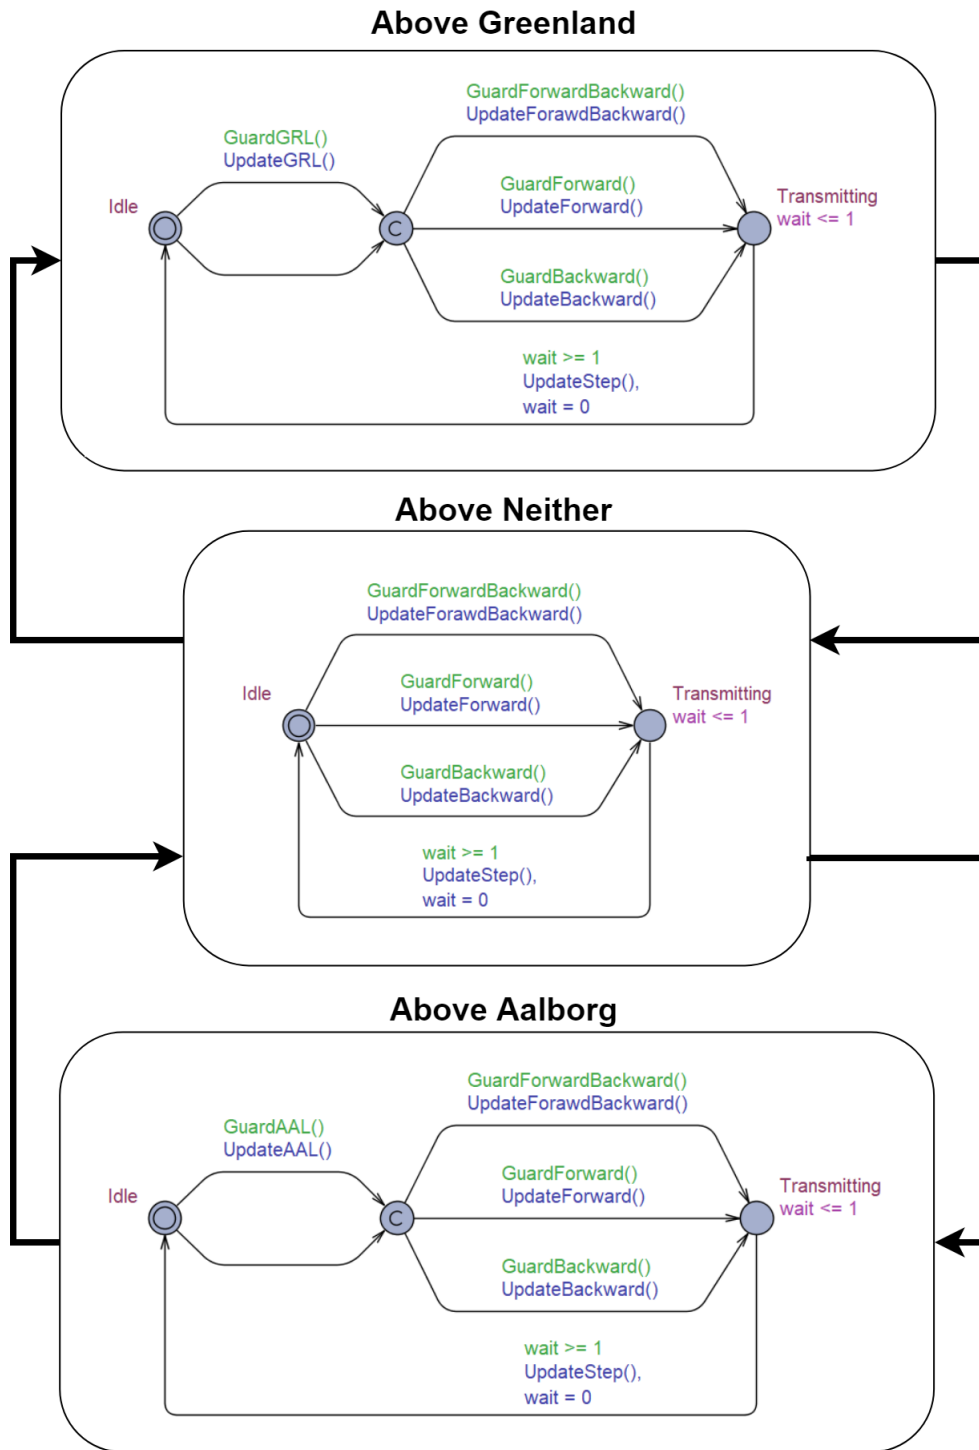 Above Greenland
GuardForwardBackward()
UpdateForawdBackward()
GuardGRL()
UpdateGRL()
GuardForward()
UpdateForward()
Idle
C
Transmitting
wait <= 1
GuardBackward()
UpdateBackward()
wait >= 1
UpdateStep(),
wait = 0
Above Neither
GuardForwardBackward()
UpdateForawdBackward()
GuardForward()
UpdateForward()
Idle
Transmitting
wait <= 1
GuardBackward()
UpdateBackward()
wait >= 1
UpdateStep(),
wait = 0
Above Aalborg
GuardForwardBackward()
UpdateForawdBackward()
GuardAAL()
UpdateAAL()
GuardForward()
UpdateForward()
Idle
C
Transmitting
wait <= 1
GuardBackward()
UpdateBackward()
wait >= 1
UpdateStep(),
wait = 0